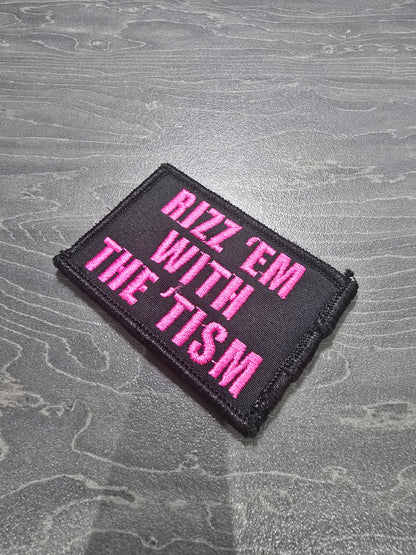 RIZZ 'EM
WITH
THE 'TISM